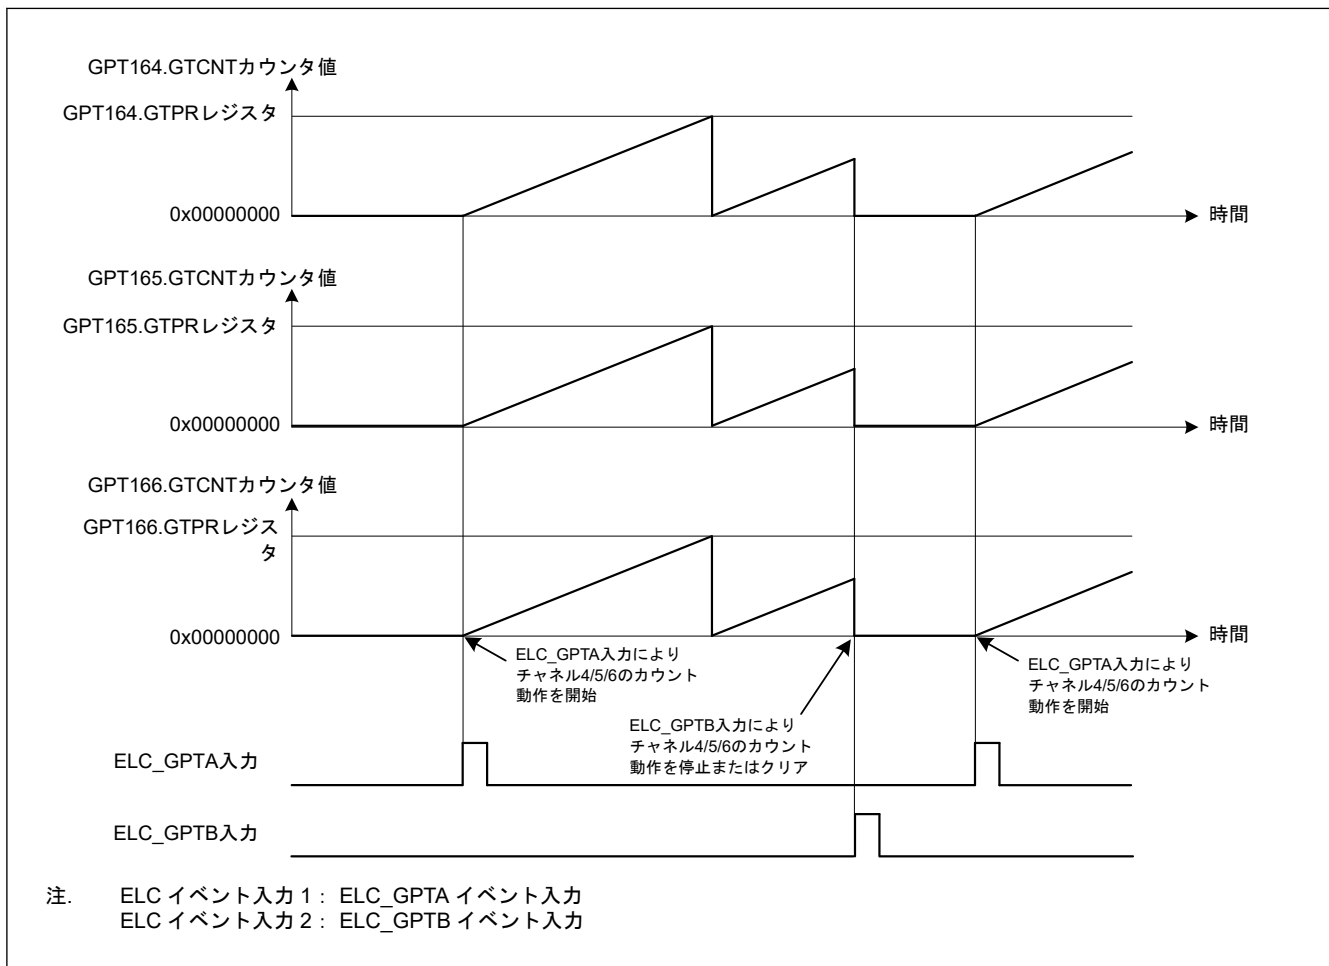 GPT164.GTCNTカウンタ値
GPT164.GTPRレジスタ
0x00000000
時間
GPT165.GTCNTカウンタ値
GPT165.GTPRレジスタ
0x00000000
時間
GPT166.GTCNTカウンタ値
GPT166.GTPRレジス
タ
0x00000000
時間
ELC_GPTA入力により
チャネル4/5/6のカウント
動作を開始
ELC_GPTB入力により
チャネル4/5/6のカウント
動作を停止またはクリア
ELC_GPTA入力により
チャネル4/5/6のカウント
動作を開始
ELC_GPTA入力
ELC_GPTB入力
注. ELC イベント入力 1 : ELC_GPTA イベント入力
ELC イベント入力 2 : ELC_GPTB イベント入力